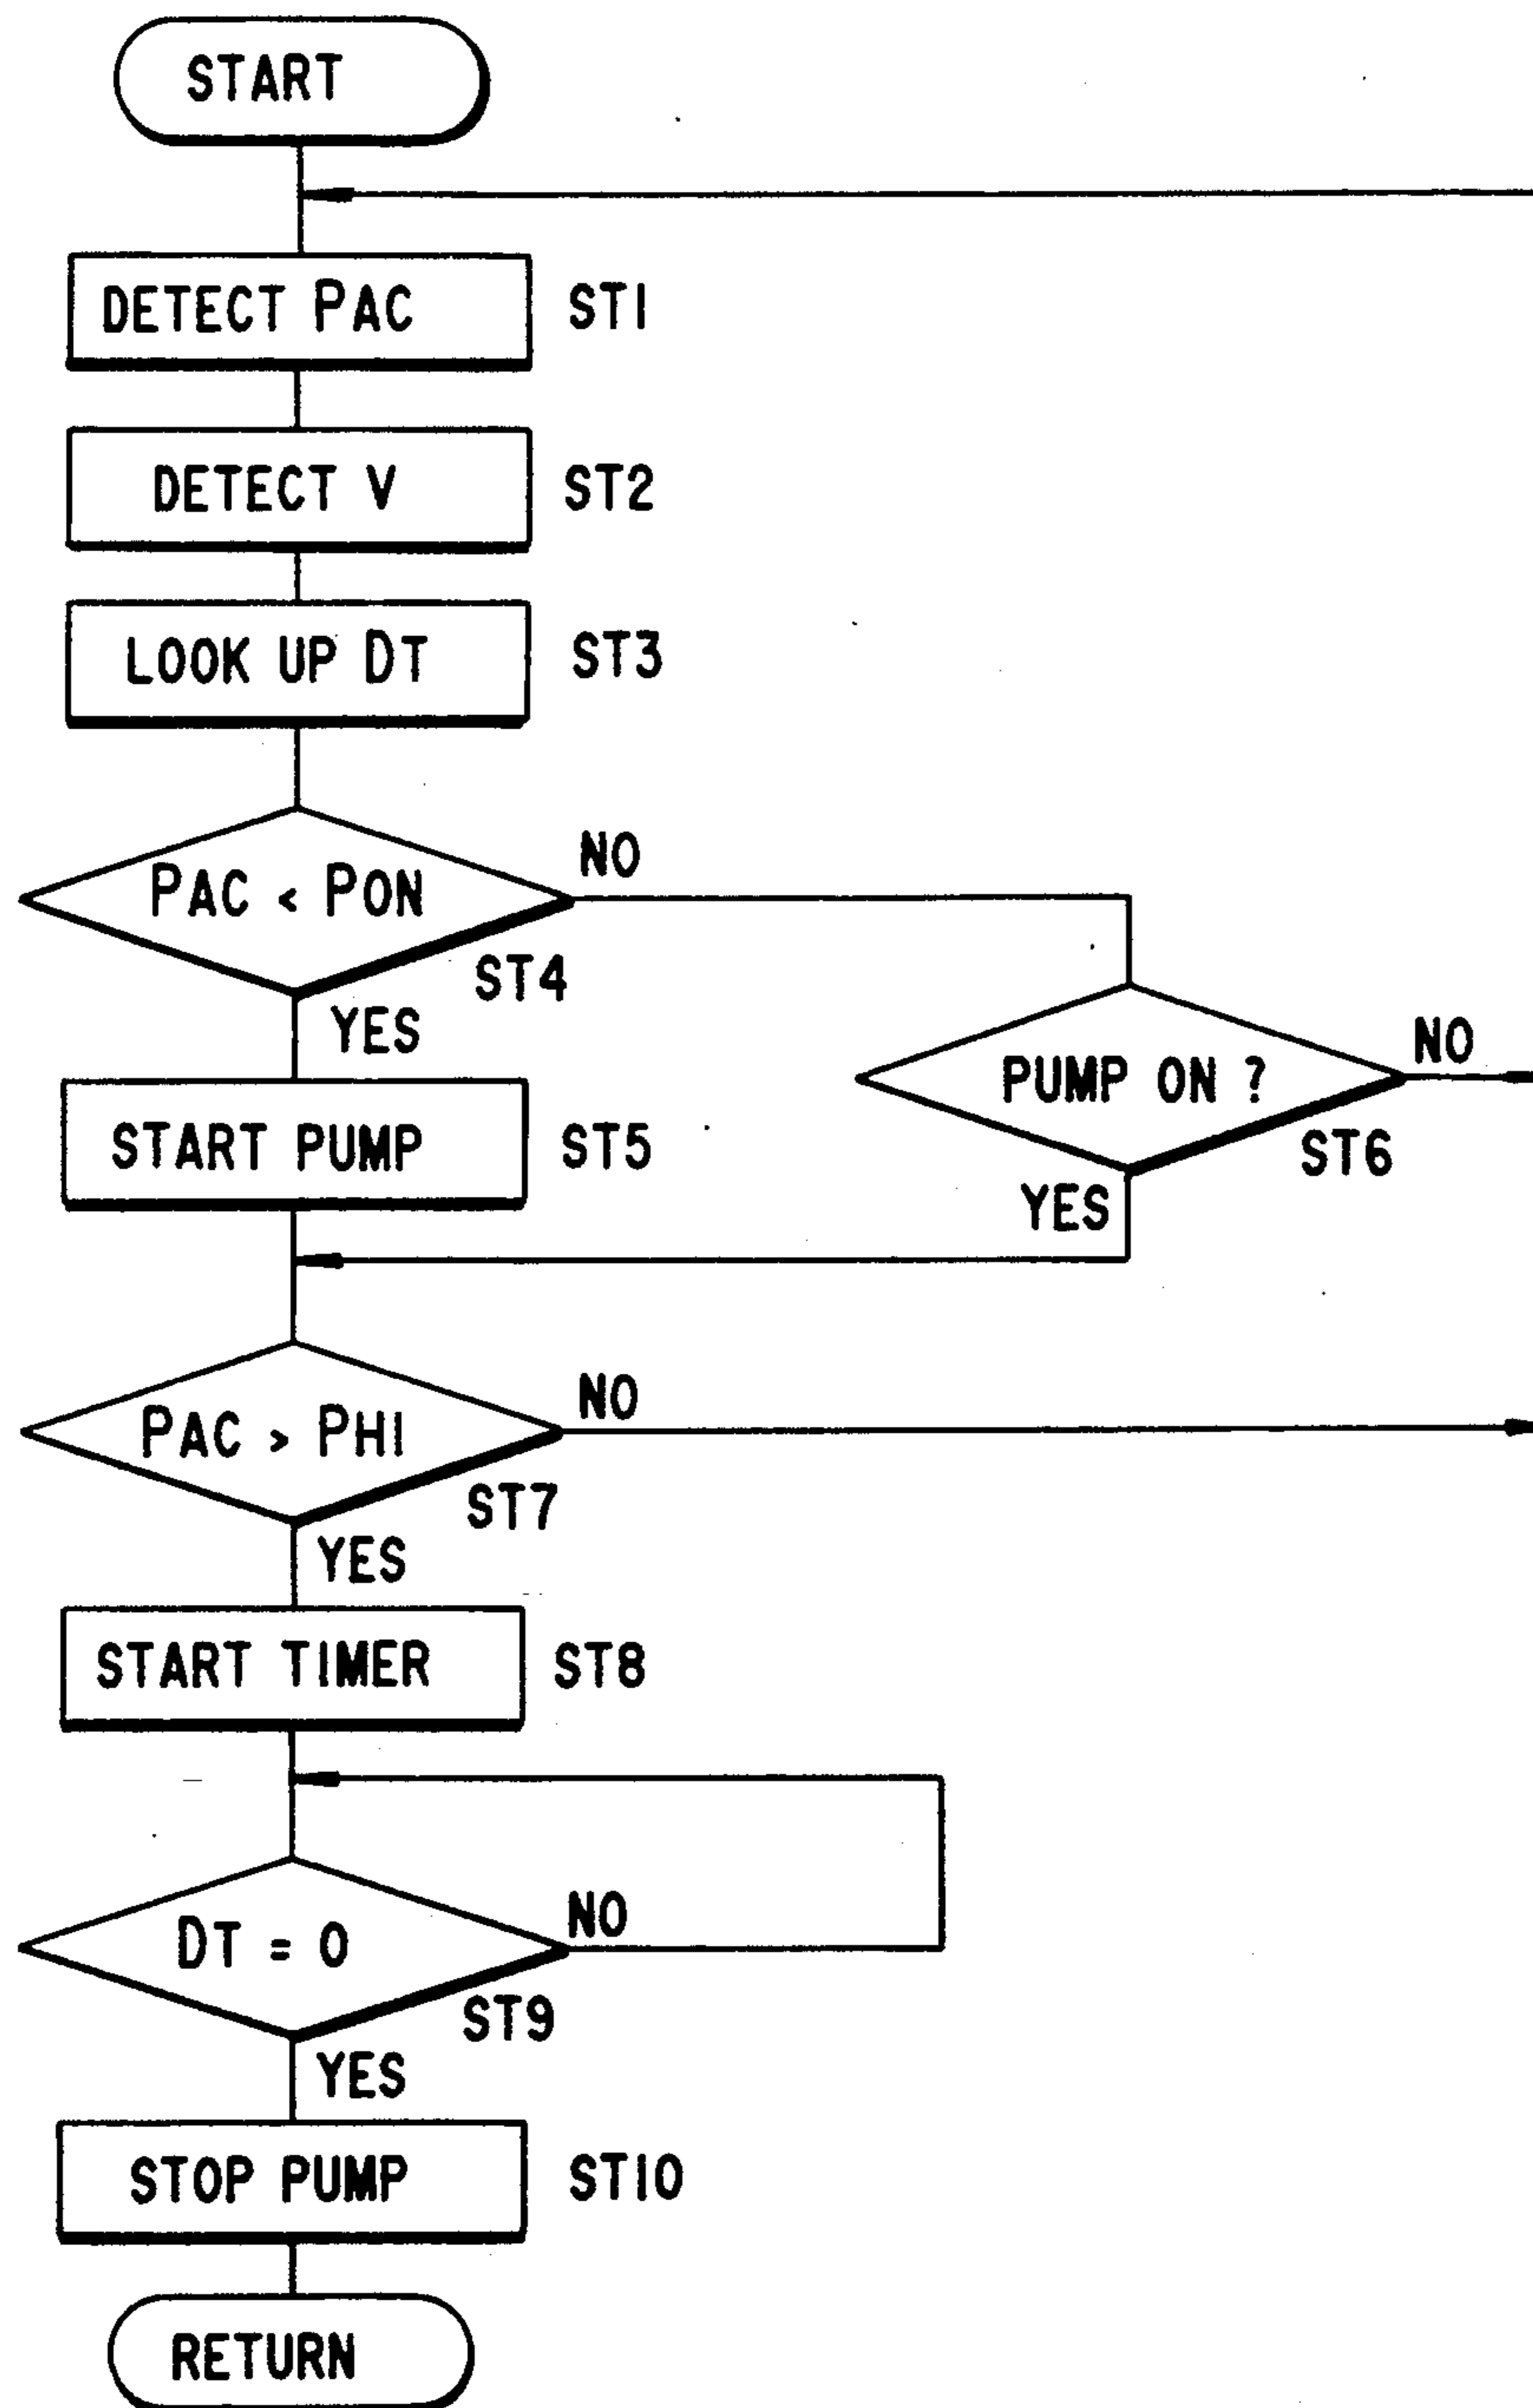 START
DETECT PAC
ST1
DETECT V
ST2
LOOK UP DT
ST3
PAC < PON
NO
ST4
YES
PUMP ON ?
NO
ST6
YES
START PUMP
ST5
PAC > PHI
NO
ST7
YES
START TIMER
ST8
DT = 0
NO
ST9
YES
STOP PUMP
ST10
RETURN